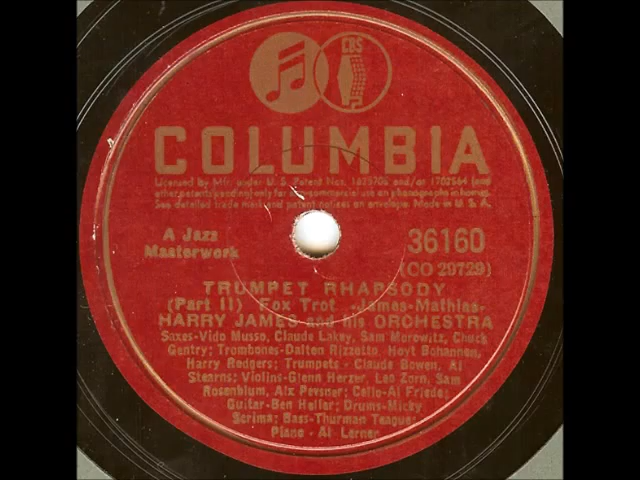 CBS
COLUMBIA
Licensed by Mfr. under U. S. Patent Nos. 1625705 and/or 1702564 (and
other patents pending) only for non-commercial use on phonographs in homes.
See detailed trade mark and patent notices on envelope. Made in U. S. A.
A Jazz
Masterwork
36160
(CO 29729)
TRUMPET RHAPSODY
(Part II) Fox Trot -James-Mathias-
HARRY JAMES and his ORCHESTRA
Saxes-Vido Musso, Claude Lakey, Sam Marowitz, Chuck
Gentry; Trombones-Dalton Rizzotto, Hoyt Bohannon,
Harry Rodgers; Trumpets - Claude Bowen, Al
Stearns; Violins-Glenn Herzer, Leo Zorn, Sam
Rosenblum, Alx Pevsner; Cello-Al Friede;
Guitar-Ben Heller; Drums-Micky
Scrima; Bass-Thurman Teague;
Piano - Al Lerner